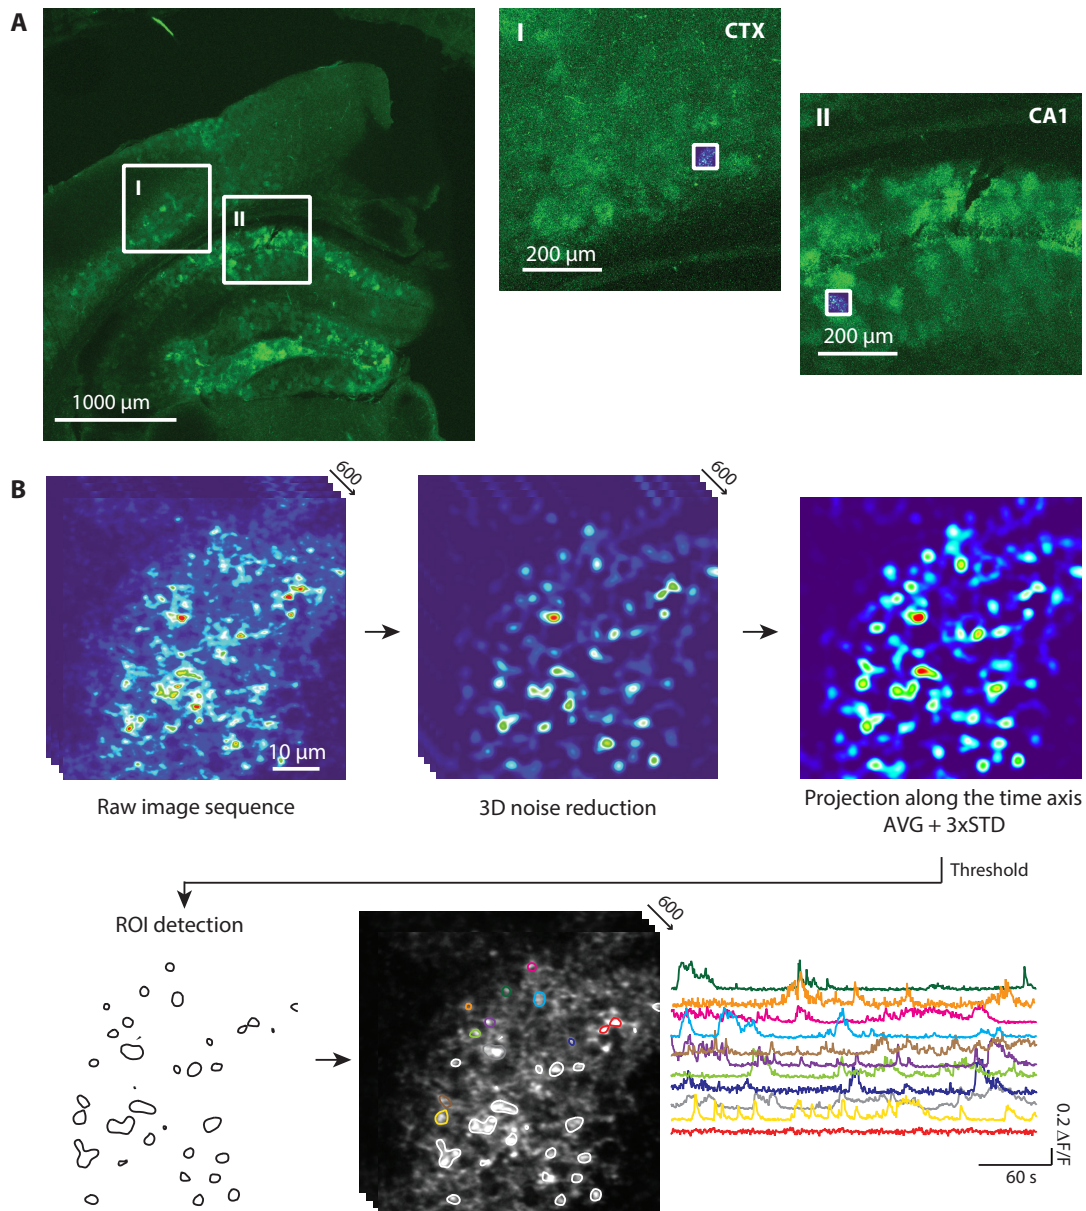 A
I
II
1000 µm
I
CTX
200 µm
II
CA1
200 µm
B
600
600
10 µm
Raw image sequence
3D noise reduction
Projection along the time axis
AVG + 3xSTD
Threshold
ROI detection
600
0.2 ΔF/F
60 s